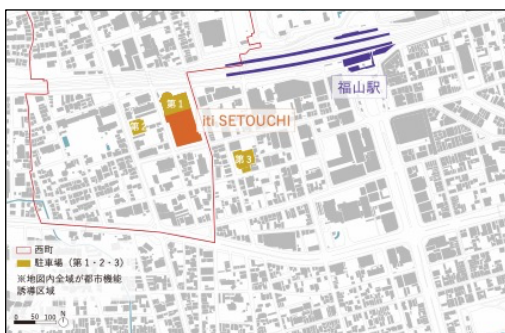 福山駅
第1
iti SETOUCHI
第2
第3
西町
駐車場（第1・2・3）
※地図内全域が都市機能
誘導区域
0 50 100